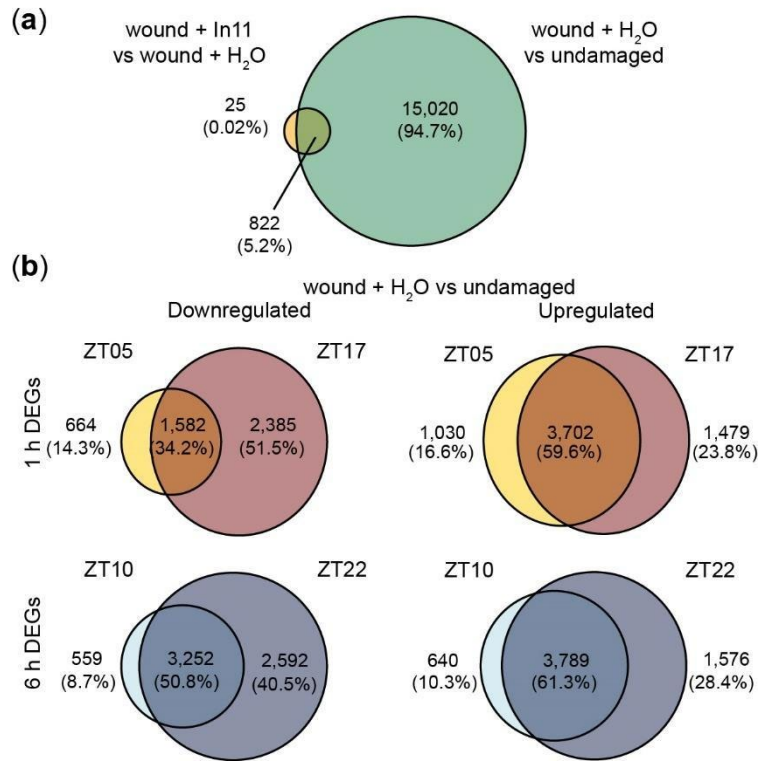 (a)
wound + In11
vs wound + H₂O
wound + H₂O
vs undamaged
25
(0.02%)
15,020
(94.7%)
822
(5.2%)
(b)
wound + H₂O vs undamaged
Downregulated
Upregulated
1 h DEGs
ZT05
ZT17
664
(14.3%)
1,582
(34.2%)
2,385
(51.5%)
ZT05
ZT17
1,030
(16.6%)
3,702
(59.6%)
1,479
(23.8%)
6 h DEGs
ZT10
ZT22
559
(8.7%)
3,252
(50.8%)
2,592
(40.5%)
ZT10
ZT22
640
(10.3%)
3,789
(61.3%)
1,576
(28.4%)